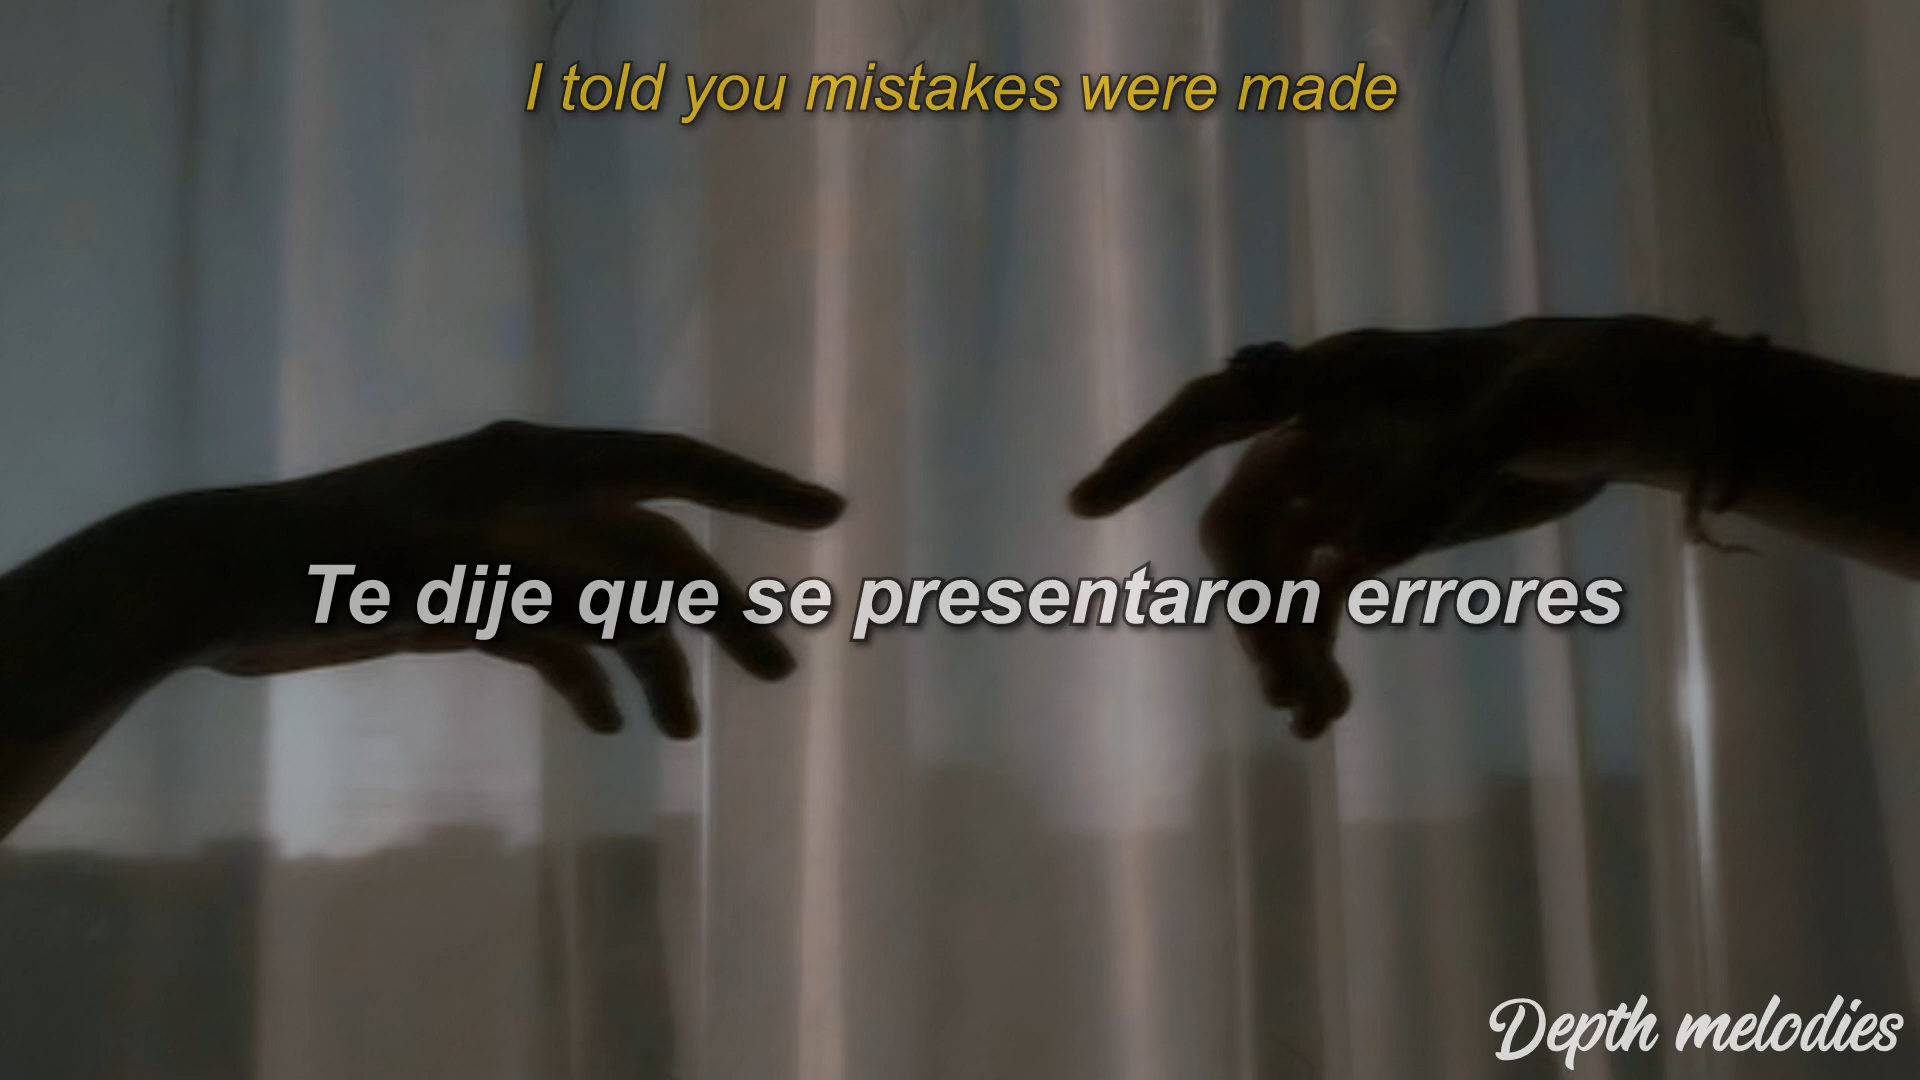 I told you mistakes were made
Te dije que se presentaron errores
Depth melodies